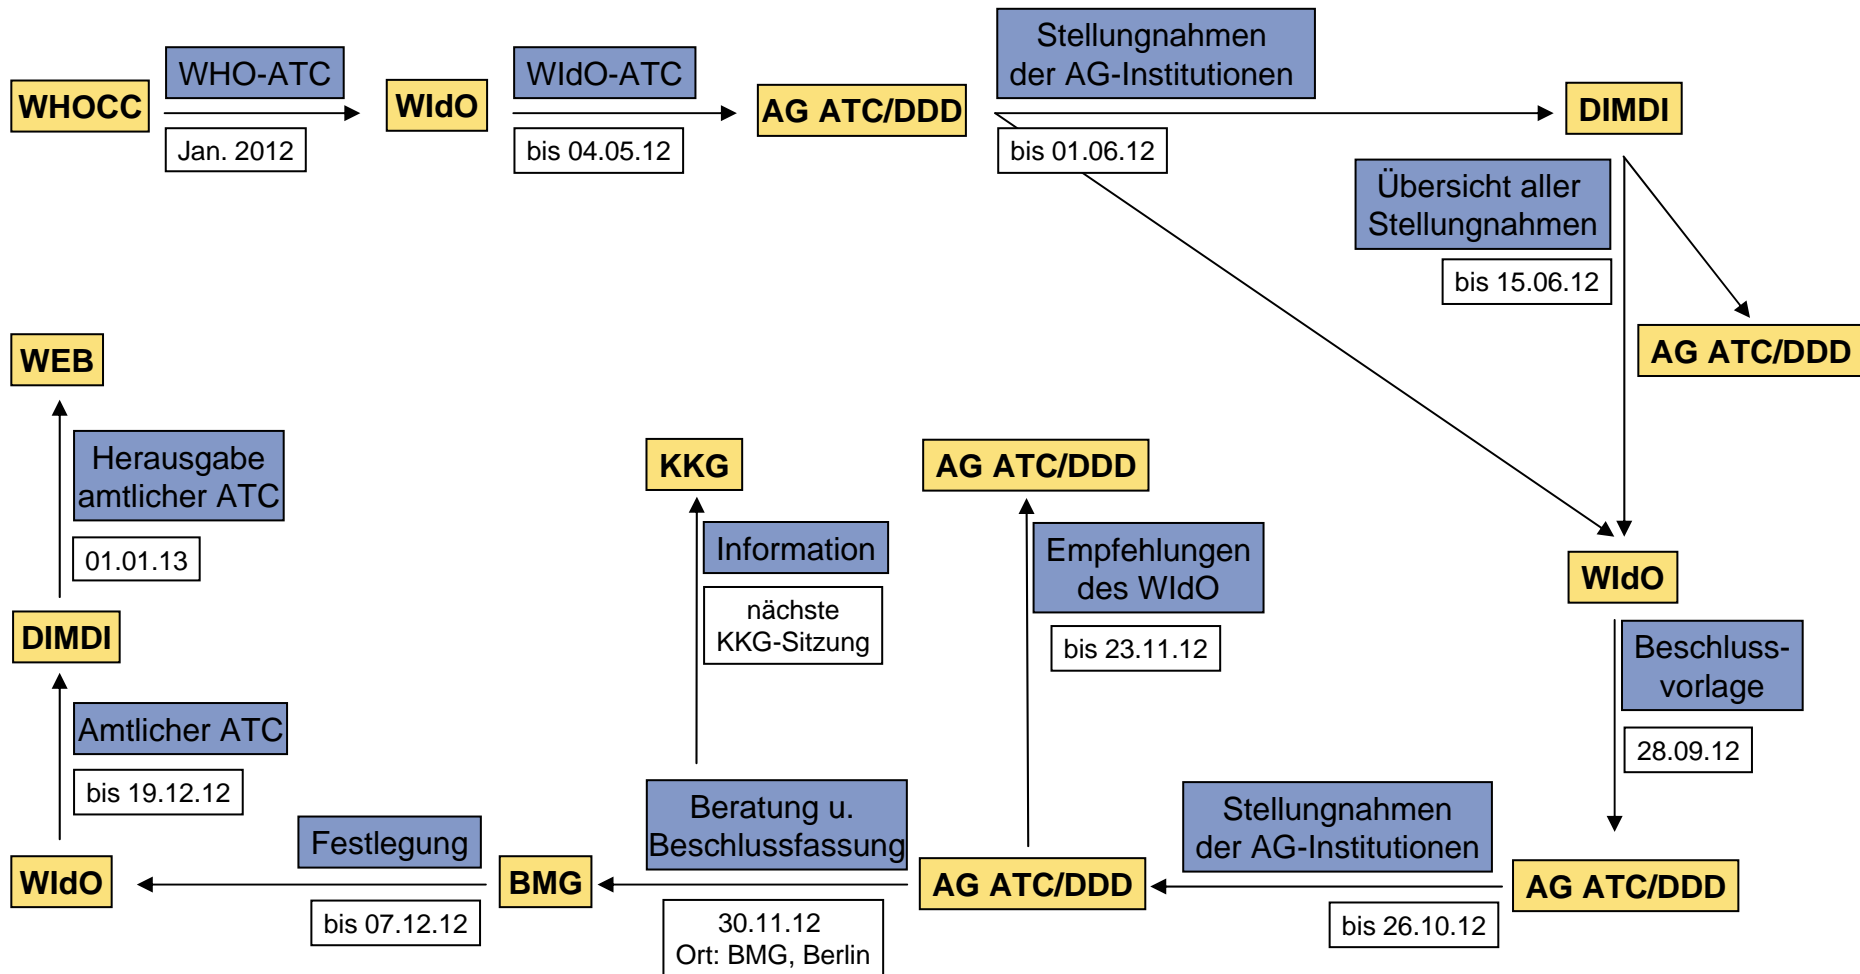 WHOCC
WHO-ATC
Jan. 2012
WIdO
WIdO-ATC
bis 04.05.12
AG ATC/DDD
Stellungnahmen
der AG-Institutionen
bis 01.06.12
DIMDI
Übersicht aller
Stellungnahmen
bis 15.06.12
AG ATC/DDD
WIdO
Beschluss-
vorlage
28.09.12
AG ATC/DDD
Stellungnahmen
der AG-Institutionen
bis 26.10.12
AG ATC/DDD
Empfehlungen
des WIdO
bis 23.11.12
AG ATC/DDD
Beratung u.
Beschlussfassung
30.11.12
Ort: BMG, Berlin
KKG
Information
nächste
KKG-Sitzung
BMG
Festlegung
bis 07.12.12
WIdO
Amtlicher ATC
bis 19.12.12
DIMDI
Herausgabe
amtlicher ATC
01.01.13
WEB